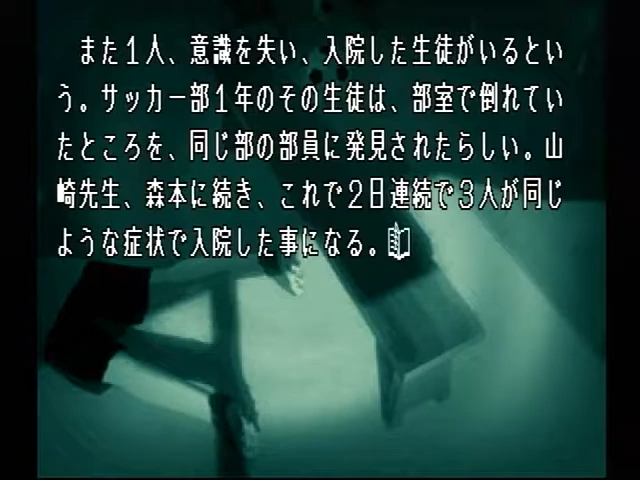 また１人、意識を失い、入院した生徒がいるとい
う。サッカー部１年のその生徒は、部室で倒れてい
たところを、同じ部の部員に発見されたらしい。山
崎先生、森本に続き、これで２日連続で３人が同じ
ような症状で入院した事になる。